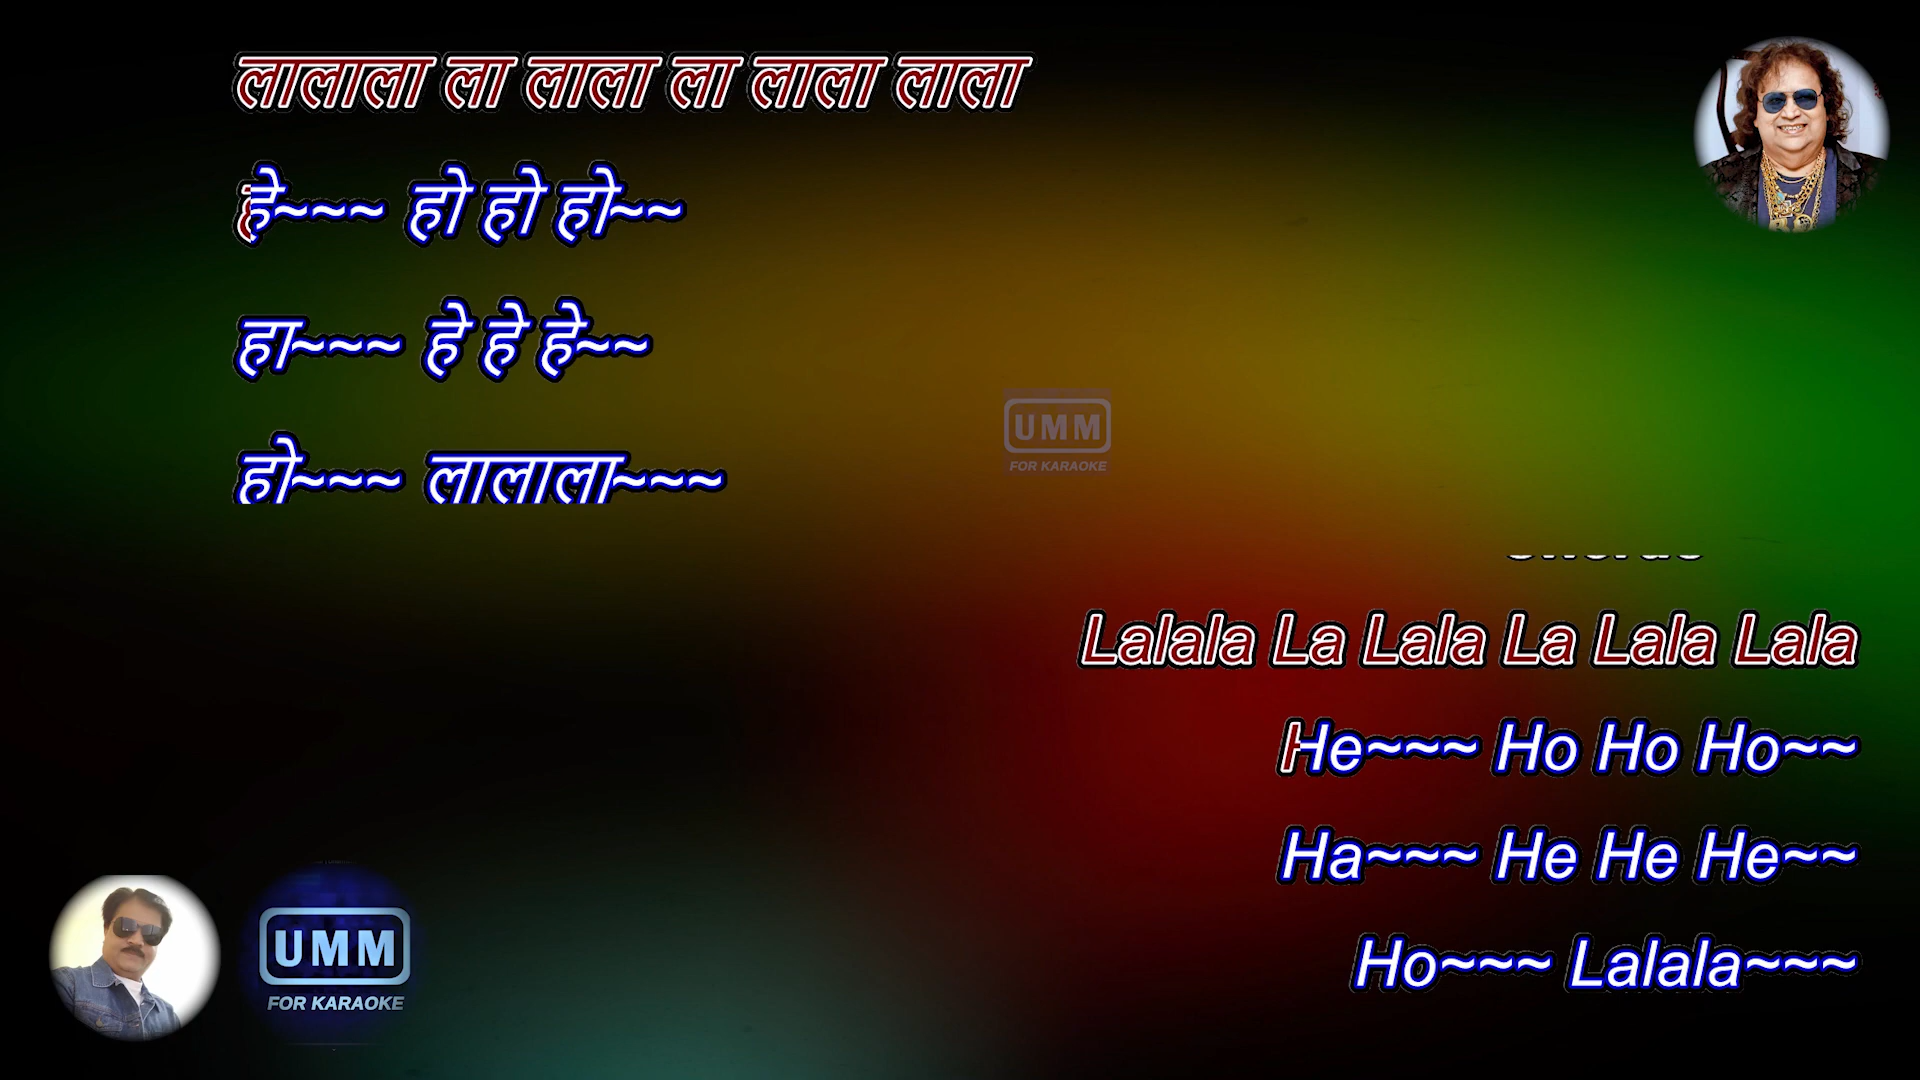 लालाला ला लाला ला लाला लाला
हे~~~ हो हो हो~~
हा~~~ हे हे हे~~
हो~~~ लालाला~~~
UMM
FOR KARAOKE
Lalala La Lala La Lala Lala
He~~~ Ho Ho Ho~~
Ha~~~ He He He~~
Ho~~~ Lalala~~~
UMM
FOR KARAOKE